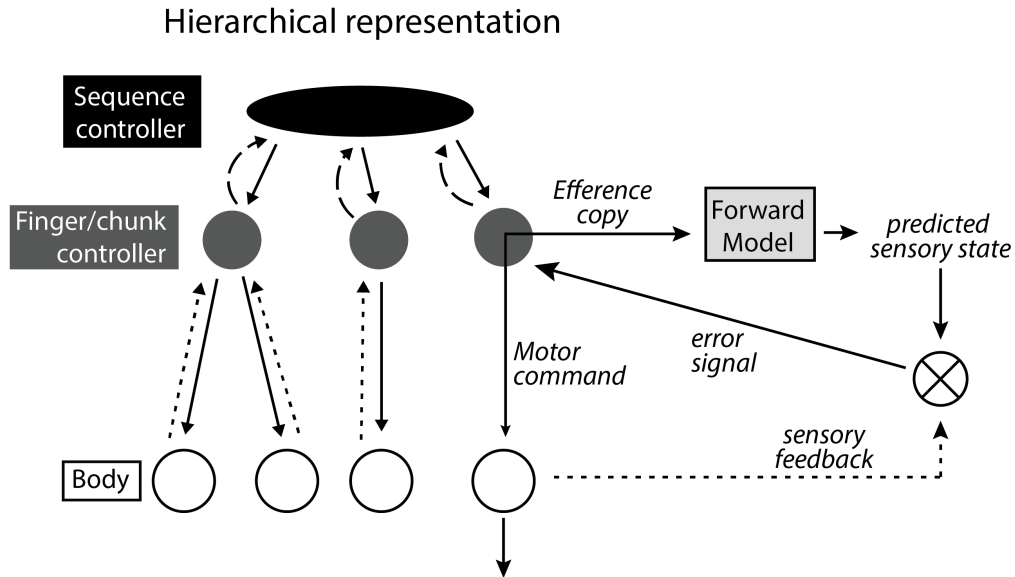 Hierarchical representation
Sequence
controller
Finger/chunk
controller
Efference
copy
Forward
Model
predicted
sensory state
error
signal
Motor
command
sensory
feedback
Body